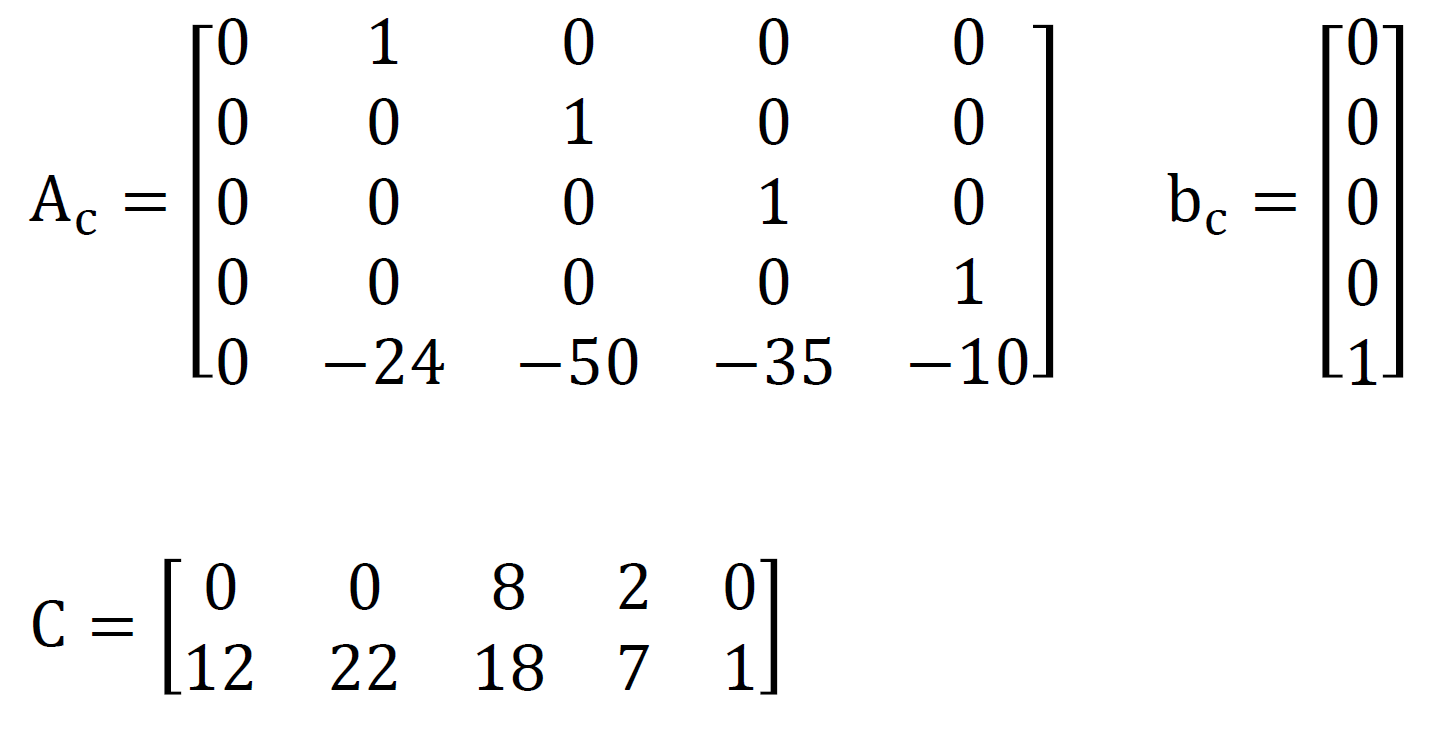 A_c = [0 1 0 0 0
0 0 1 0 0
0 0 0 1 0
0 0 0 0 1
0 −24 −50 −35 −10]
b_c = [0
0
0
0
1]
C = [0 0 8 2 0
12 22 18 7 1]